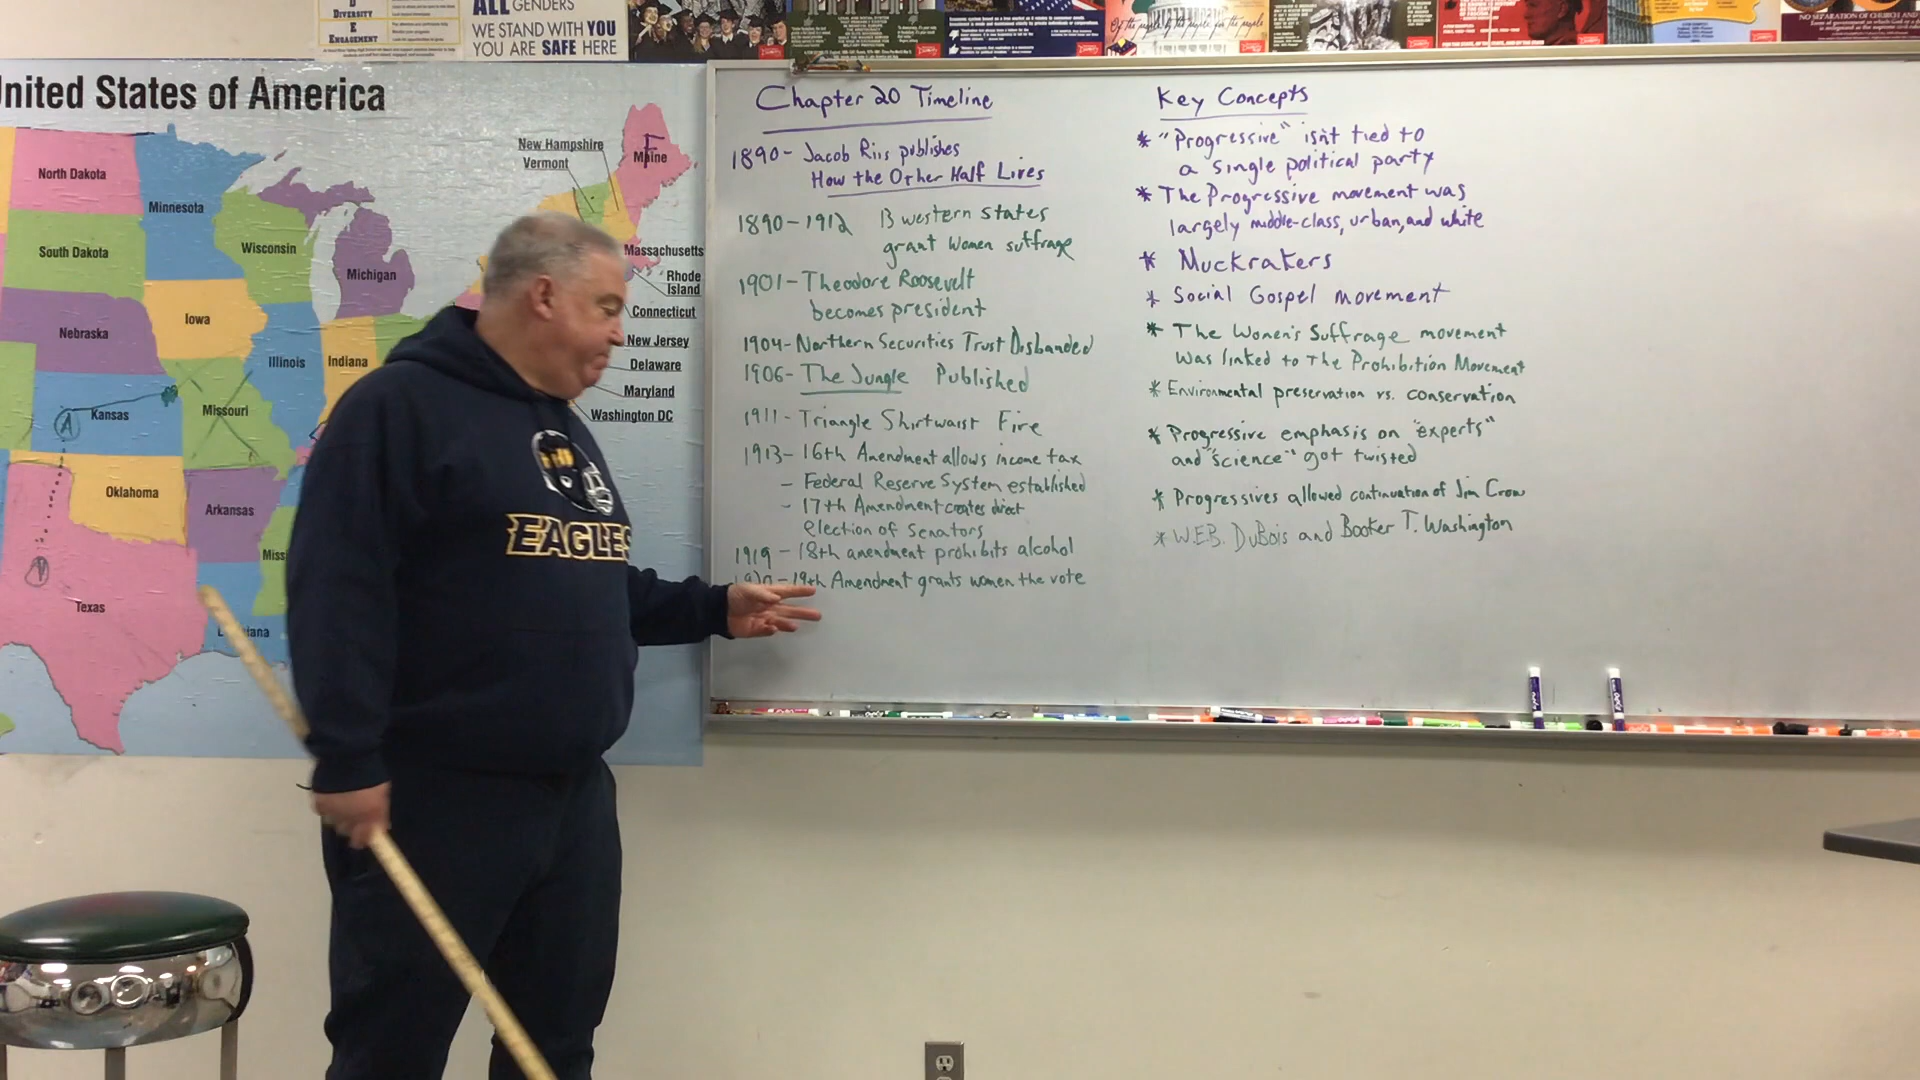 DIVERSITY
E
ENGAGEMENT
ALL GENDERS
WE STAND WITH YOU
YOU ARE SAFE HERE
United States of America
North Dakota
Minnesota
South Dakota
Wisconsin
Michigan
Nebraska
Iowa
Illinois
Indiana
Kansas
Missouri
Oklahoma
Arkansas
Texas
New Hampshire
Vermont
Maine
F
Massachusetts
Rhode
Island
Connecticut
New Jersey
Delaware
Maryland
Washington DC
A
EAGLES
Chapter 20 Timeline
1890- Jacob Riis publishes
How the Other Half Lives
1890-1912 13 western states
grant women suffrage
1901- Theodore Roosevelt
becomes president
1904- Northern Securities Trust Disbanded
1906- The Jungle Published
1911- Triangle Shirtwaist Fire
1913- 16th Amendment allows income tax
- Federal Reserve System established
- 17th Amendment creates direct
election of Senators
1919 - 18th amendment prohibits alcohol
1920-19th Amendment grants women the vote
Key Concepts
* "Progressive" isn't tied to
a single political party
* The Progressive movement was
largely middle-class, urban, and white
* Muckrakers
* Social Gospel movement
* The Women's Suffrage movement
was linked to the Prohibition Movement
* Environmental preservation vs. conservation
* Progressive emphasis on "experts"
and "science" got twisted
* Progressives allowed continuation of Jim Crow
* W.E.B. DuBois and Booker T. Washington